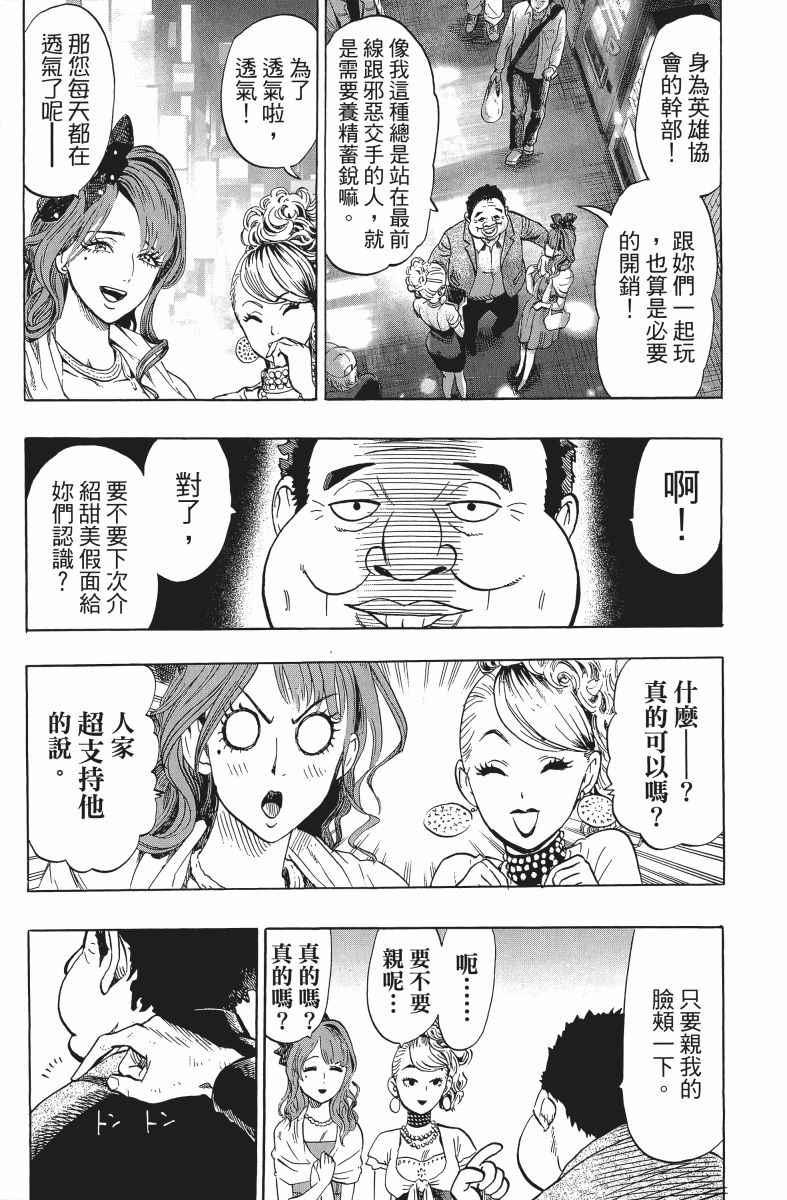 身為英雄協
會的幹部！
跟妳們一起玩
，也算是必要
的開銷！
像我這種總是站在最前
線跟邪惡交手的人，就
是需要養精蓄銳嘛。
為了
透氣啦，
透氣！
那您每天都在
透氣了呢——
啊！
對了，
要不要下次介
紹甜美假面給
妳們認識？
什麼——？
真的可以嗎？
人家
超支持他
的說。
只要親我的
臉頰一下。
呃……
要不要
親呢…
真的嗎？
真的嗎？
トン
トン